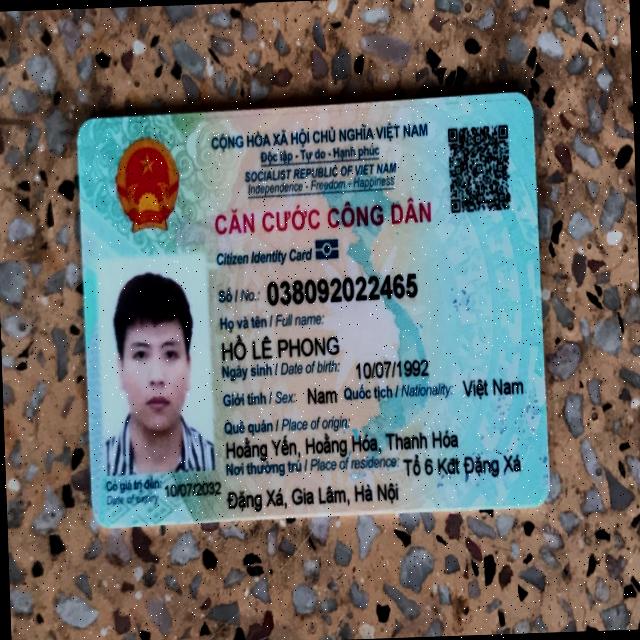 CỘNG HÒA XÃ HỘI CHỦ NGHĨA VIỆT NAM
Độc lập - Tự do - Hạnh phúc
SOCIALIST REPUBLIC OF VIET NAM
Independence - Freedom - Happiness
CĂN CƯỚC CÔNG DÂN
Citizen Identity Card
Số / No.: 038092022465
Họ và tên / Full name:
HỒ LÊ PHONG
Ngày sinh / Date of birth: 10/07/1992
Giới tính / Sex: Nam Quốc tịch / Nationality: Việt Nam
Quê quán / Place of origin:
Hoằng Yến, Hoằng Hóa, Thanh Hóa
Nơi thường trú / Place of residence: Tổ 6 Kđt Đặng Xá
Đặng Xá, Gia Lâm, Hà Nội
Có giá trị đến: 10/07/2032
Date of expiry